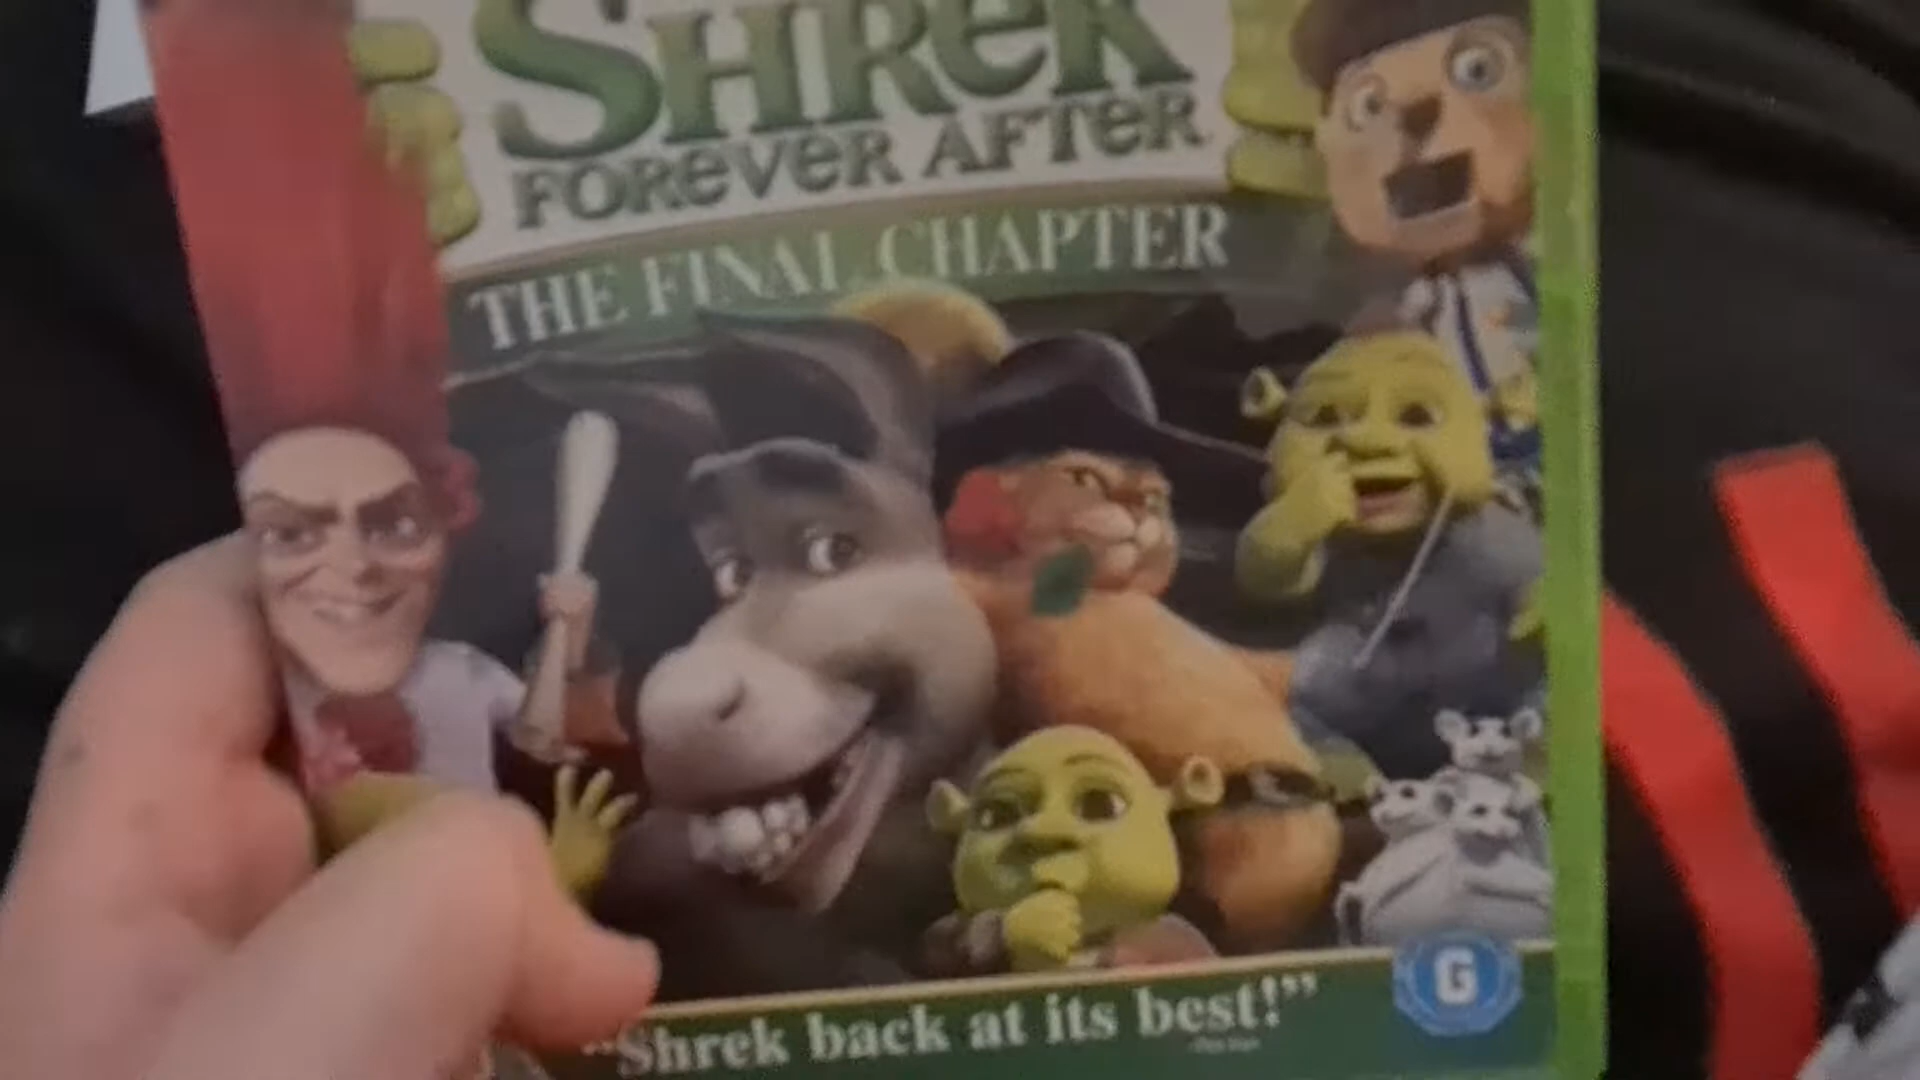 SHREK
FOREVER AFTER
THE FINAL CHAPTER
G
"Shrek back at its best!"